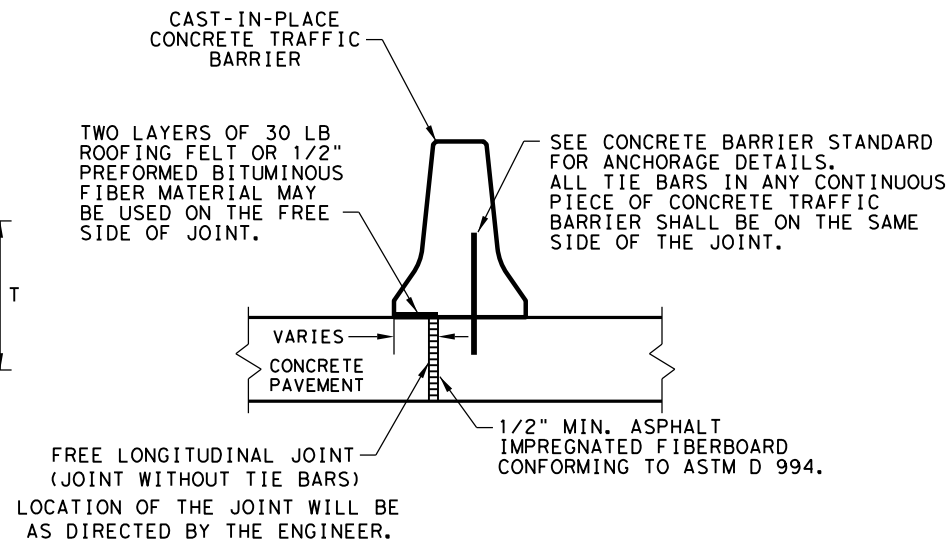 CAST-IN-PLACE
CONCRETE TRAFFIC
BARRIER
TWO LAYERS OF 30 LB
ROOFING FELT OR 1/2"
PREFORMED BITUMINOUS
FIBER MATERIAL MAY
BE USED ON THE FREE
SIDE OF JOINT.
SEE CONCRETE BARRIER STANDARD
FOR ANCHORAGE DETAILS.
ALL TIE BARS IN ANY CONTINUOUS
PIECE OF CONCRETE TRAFFIC
BARRIER SHALL BE ON THE SAME
SIDE OF THE JOINT.
T
VARIES
CONCRETE
PAVEMENT
1/2" MIN. ASPHALT
IMPREGNATED FIBERBOARD
CONFORMING TO ASTM D 994.
FREE LONGITUDINAL JOINT
(JOINT WITHOUT TIE BARS)
LOCATION OF THE JOINT WILL BE
AS DIRECTED BY THE ENGINEER.